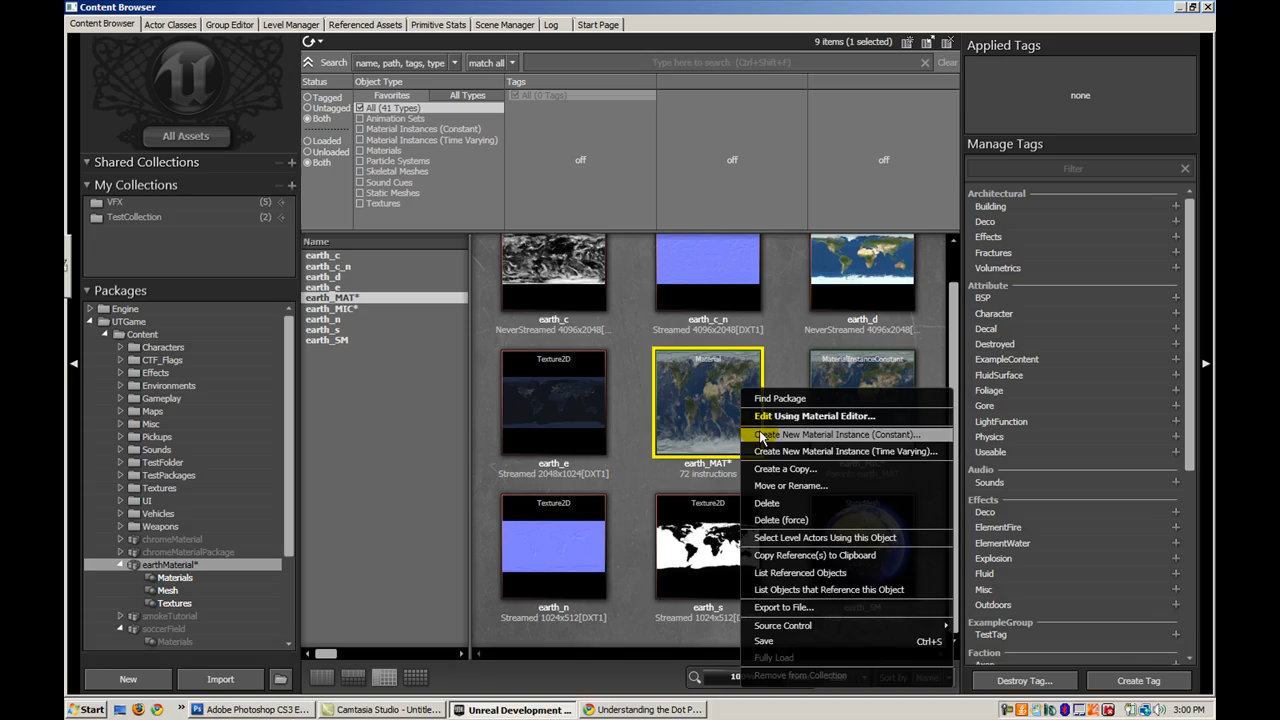 Content Browser
Content Browser Actor Classes Group Editor Level Manager Referenced Assets Primitive Stats Scene Manager Log Start Page
All Assets
Shared Collections
My Collections
VFX (5)
TestCollection (2)
Packages
Engine
UTGame
Content
Characters
CTF_Flags
Effects
Environments
Gameplay
Maps
Misc
Pickups
Sounds
TestFolder
TestPackages
Textures
UI
Vehicles
Weapons
chromeMaterial
chromeMaterialPackage
earthMaterial*
Materials
Mesh
Textures
smokeTutorial
soccerField
Materials
New Import
9 items (1 selected)
Search name, path, tags, type match all Type here to search (Ctrl+Shift+F) Clear
Status Object Type Tags
Tagged
Untagged
Both
Loaded
Unloaded
Both
Favorites All Types
All (41 Types)
Animation Sets
Material Instances (Constant)
Material Instances (Time Varying)
Materials
Particle Systems
Skeletal Meshes
Sound Cues
Static Meshes
Textures
All (0 Tags)
off off off
Name
earth_c
earth_c_n
earth_d
earth_e
earth_MAT*
earth_MIC*
earth_n
earth_s
earth_SM
earth_c
NeverStreamed 4096x2048[...
earth_c_n
Streamed 4096x2048[DXT1]
earth_d
NeverStreamed 4096x2048[...
Texture2D
earth_e
Streamed 2048x1024[DXT1]
Material
earth_MAT*
72 instructions
MaterialInstanceConstant
Texture2D
earth_n
Streamed 1024x512[DXT1]
Texture2D
earth_s
Streamed 1024x512[DX
earth_SM
Find Package
Edit Using Material Editor...
Create New Material Instance (Constant)...
Create New Material Instance (Time Varying)...
Create a Copy...
Move or Rename...
Delete
Delete (force)
Select Level Actors Using this Object
Copy Reference(s) to Clipboard
List Referenced Objects
List Objects that Reference this Object
Export to File...
Source Control
Save Ctrl+S
Fully Load
Remove from Collection
Sort by Name
Applied Tags
none
Manage Tags
Filter
Architectural
Building
Deco
Effects
Fractures
Volumetrics
Attribute
BSP
Character
Decal
Destroyed
ExampleContent
FluidSurface
Foliage
Gore
LightFunction
Physics
Useable
Audio
Sounds
Effects
Deco
ElementFire
ElementWater
Explosion
Fluid
Misc
Outdoors
ExampleGroup
TestTag
Faction
Destroy Tag... Create Tag
Start Adobe Photoshop CS3 E... Camtasia Studio - Untitle... Unreal Development ... Understanding the Dot P... 3:00 PM